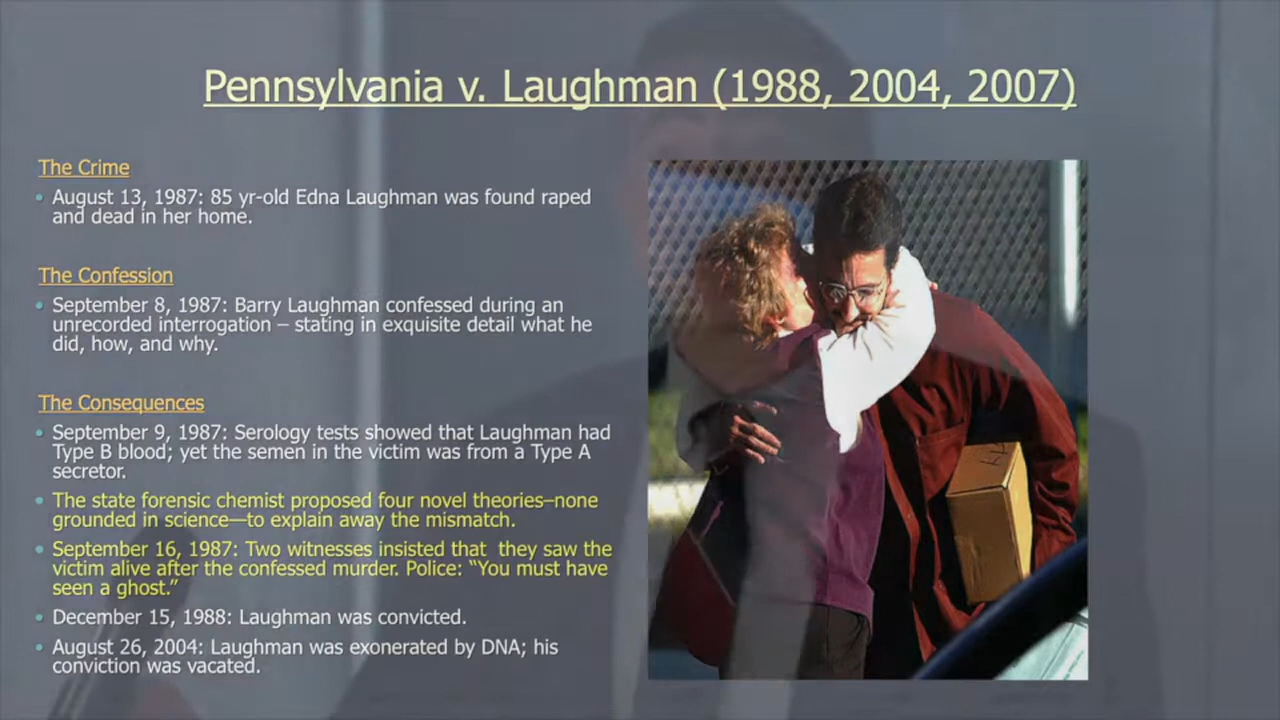 Pennsylvania v. Laughman (1988, 2004, 2007)
The Crime
• August 13, 1987: 85 yr-old Edna Laughman was found raped
and dead in her home.
The Confession
• September 8, 1987: Barry Laughman confessed during an
unrecorded interrogation – stating in exquisite detail what he
did, how, and why.
The Consequences
• September 9, 1987: Serology tests showed that Laughman had
Type B blood; yet the semen in the victim was from a Type A
secretor.
• The state forensic chemist proposed four novel theories–none
grounded in science—to explain away the mismatch.
• September 16, 1987: Two witnesses insisted that  they saw the
victim alive after the confessed murder. Police: “You must have
seen a ghost.”
• December 15, 1988: Laughman was convicted.
• August 26, 2004: Laughman was exonerated by DNA; his
conviction was vacated.